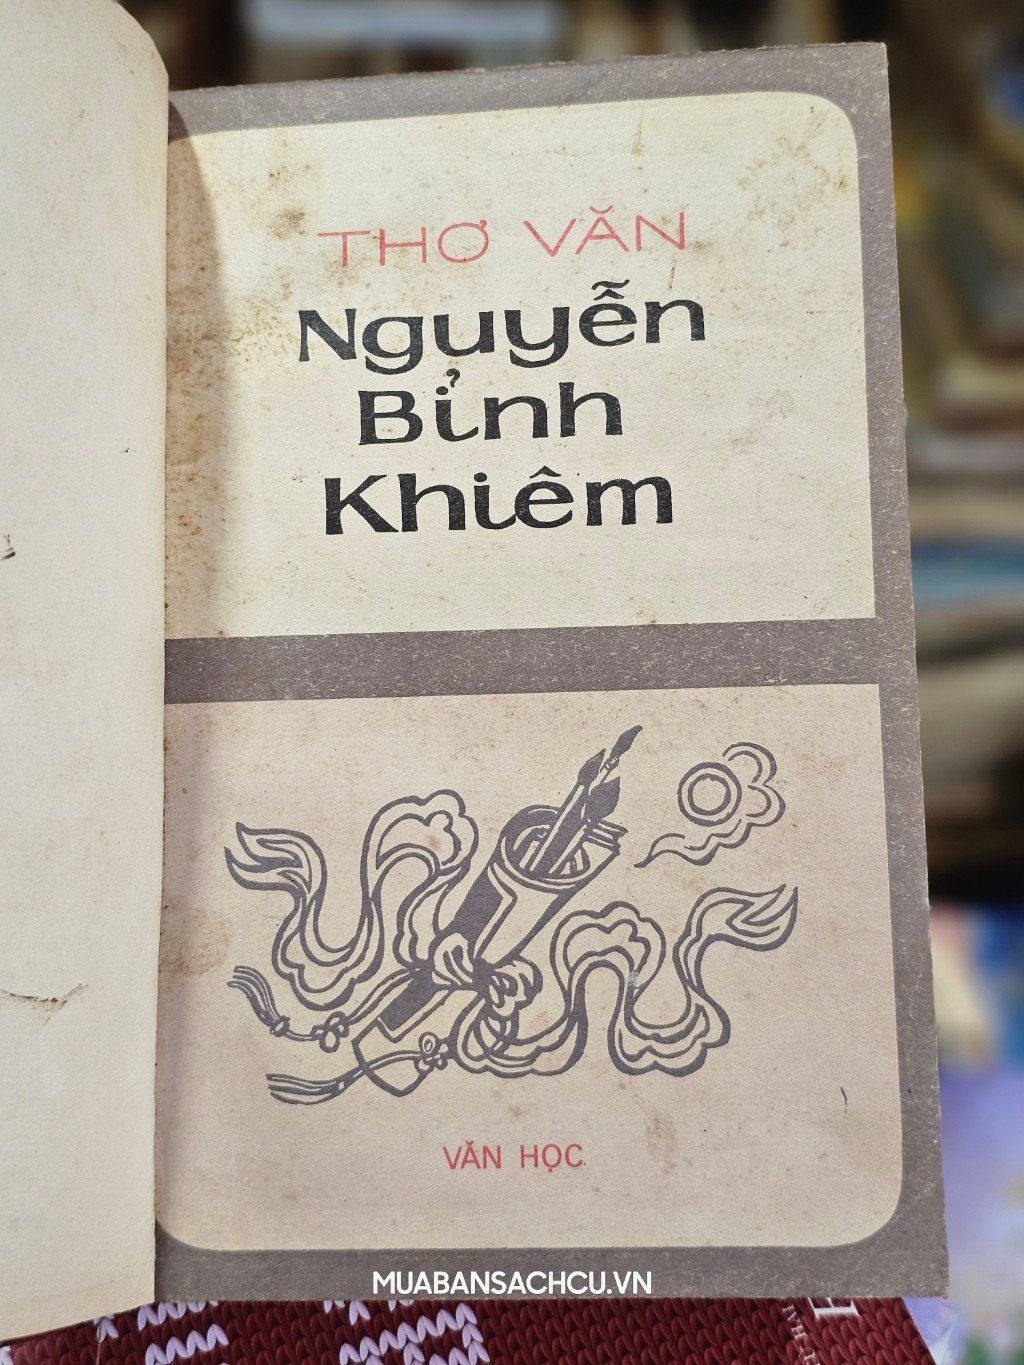 THƠ VĂN
Nguyễn
Bỉnh
Khiêm
VĂN HỌC
MUABANSACHCU.VN